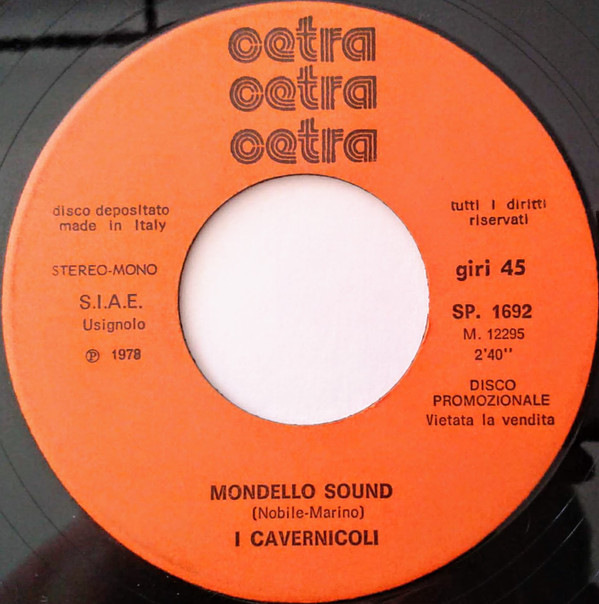 cetra
cetra
cetra
disco depositato
made in Italy
STEREO-MONO
S.I.A.E.
Usignolo
℗ 1978
tutti i diritti
riservati
giri 45
SP. 1692
M. 12295
2'40''
DISCO
PROMOZIONALE
Vietata la vendita
MONDELLO SOUND
(Nobile-Marino)
I CAVERNICOLI